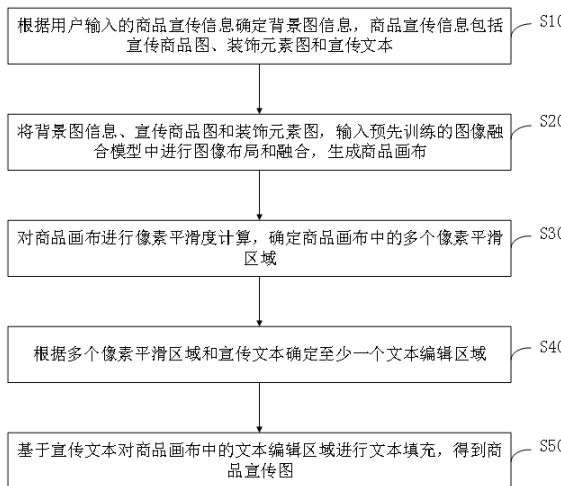 根据用户输入的商品宣传信息确定背景图信息，商品宣传信息包括
宣传商品图、装饰元素图和宣传文本
S10
将背景图信息、宣传商品图和装饰元素图，输入预先训练的图像融
合模型中进行图像布局和融合，生成商品画布
S20
对商品画布进行像素平滑度计算，确定商品画布中的多个像素平滑
区域
S30
根据多个像素平滑区域和宣传文本确定至少一个文本编辑区域
S40
基于宣传文本对商品画布中的文本编辑区域进行文本填充，得到商
品宣传图
S50